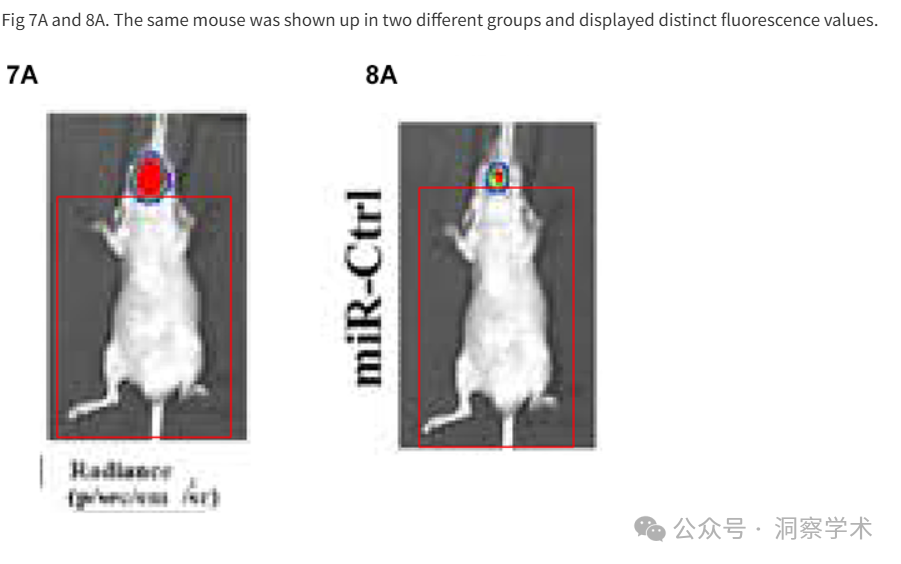 Fig 7A and 8A. The same mouse was shown up in two different groups and displayed distinct fluorescence values.
7A
8A
miR-Ctrl
Radiance
公众号 · 洞察学术